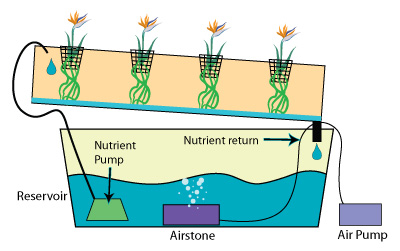 Nutrient return
Nutrient
Pump
Reservoir
Airstone
Air Pump